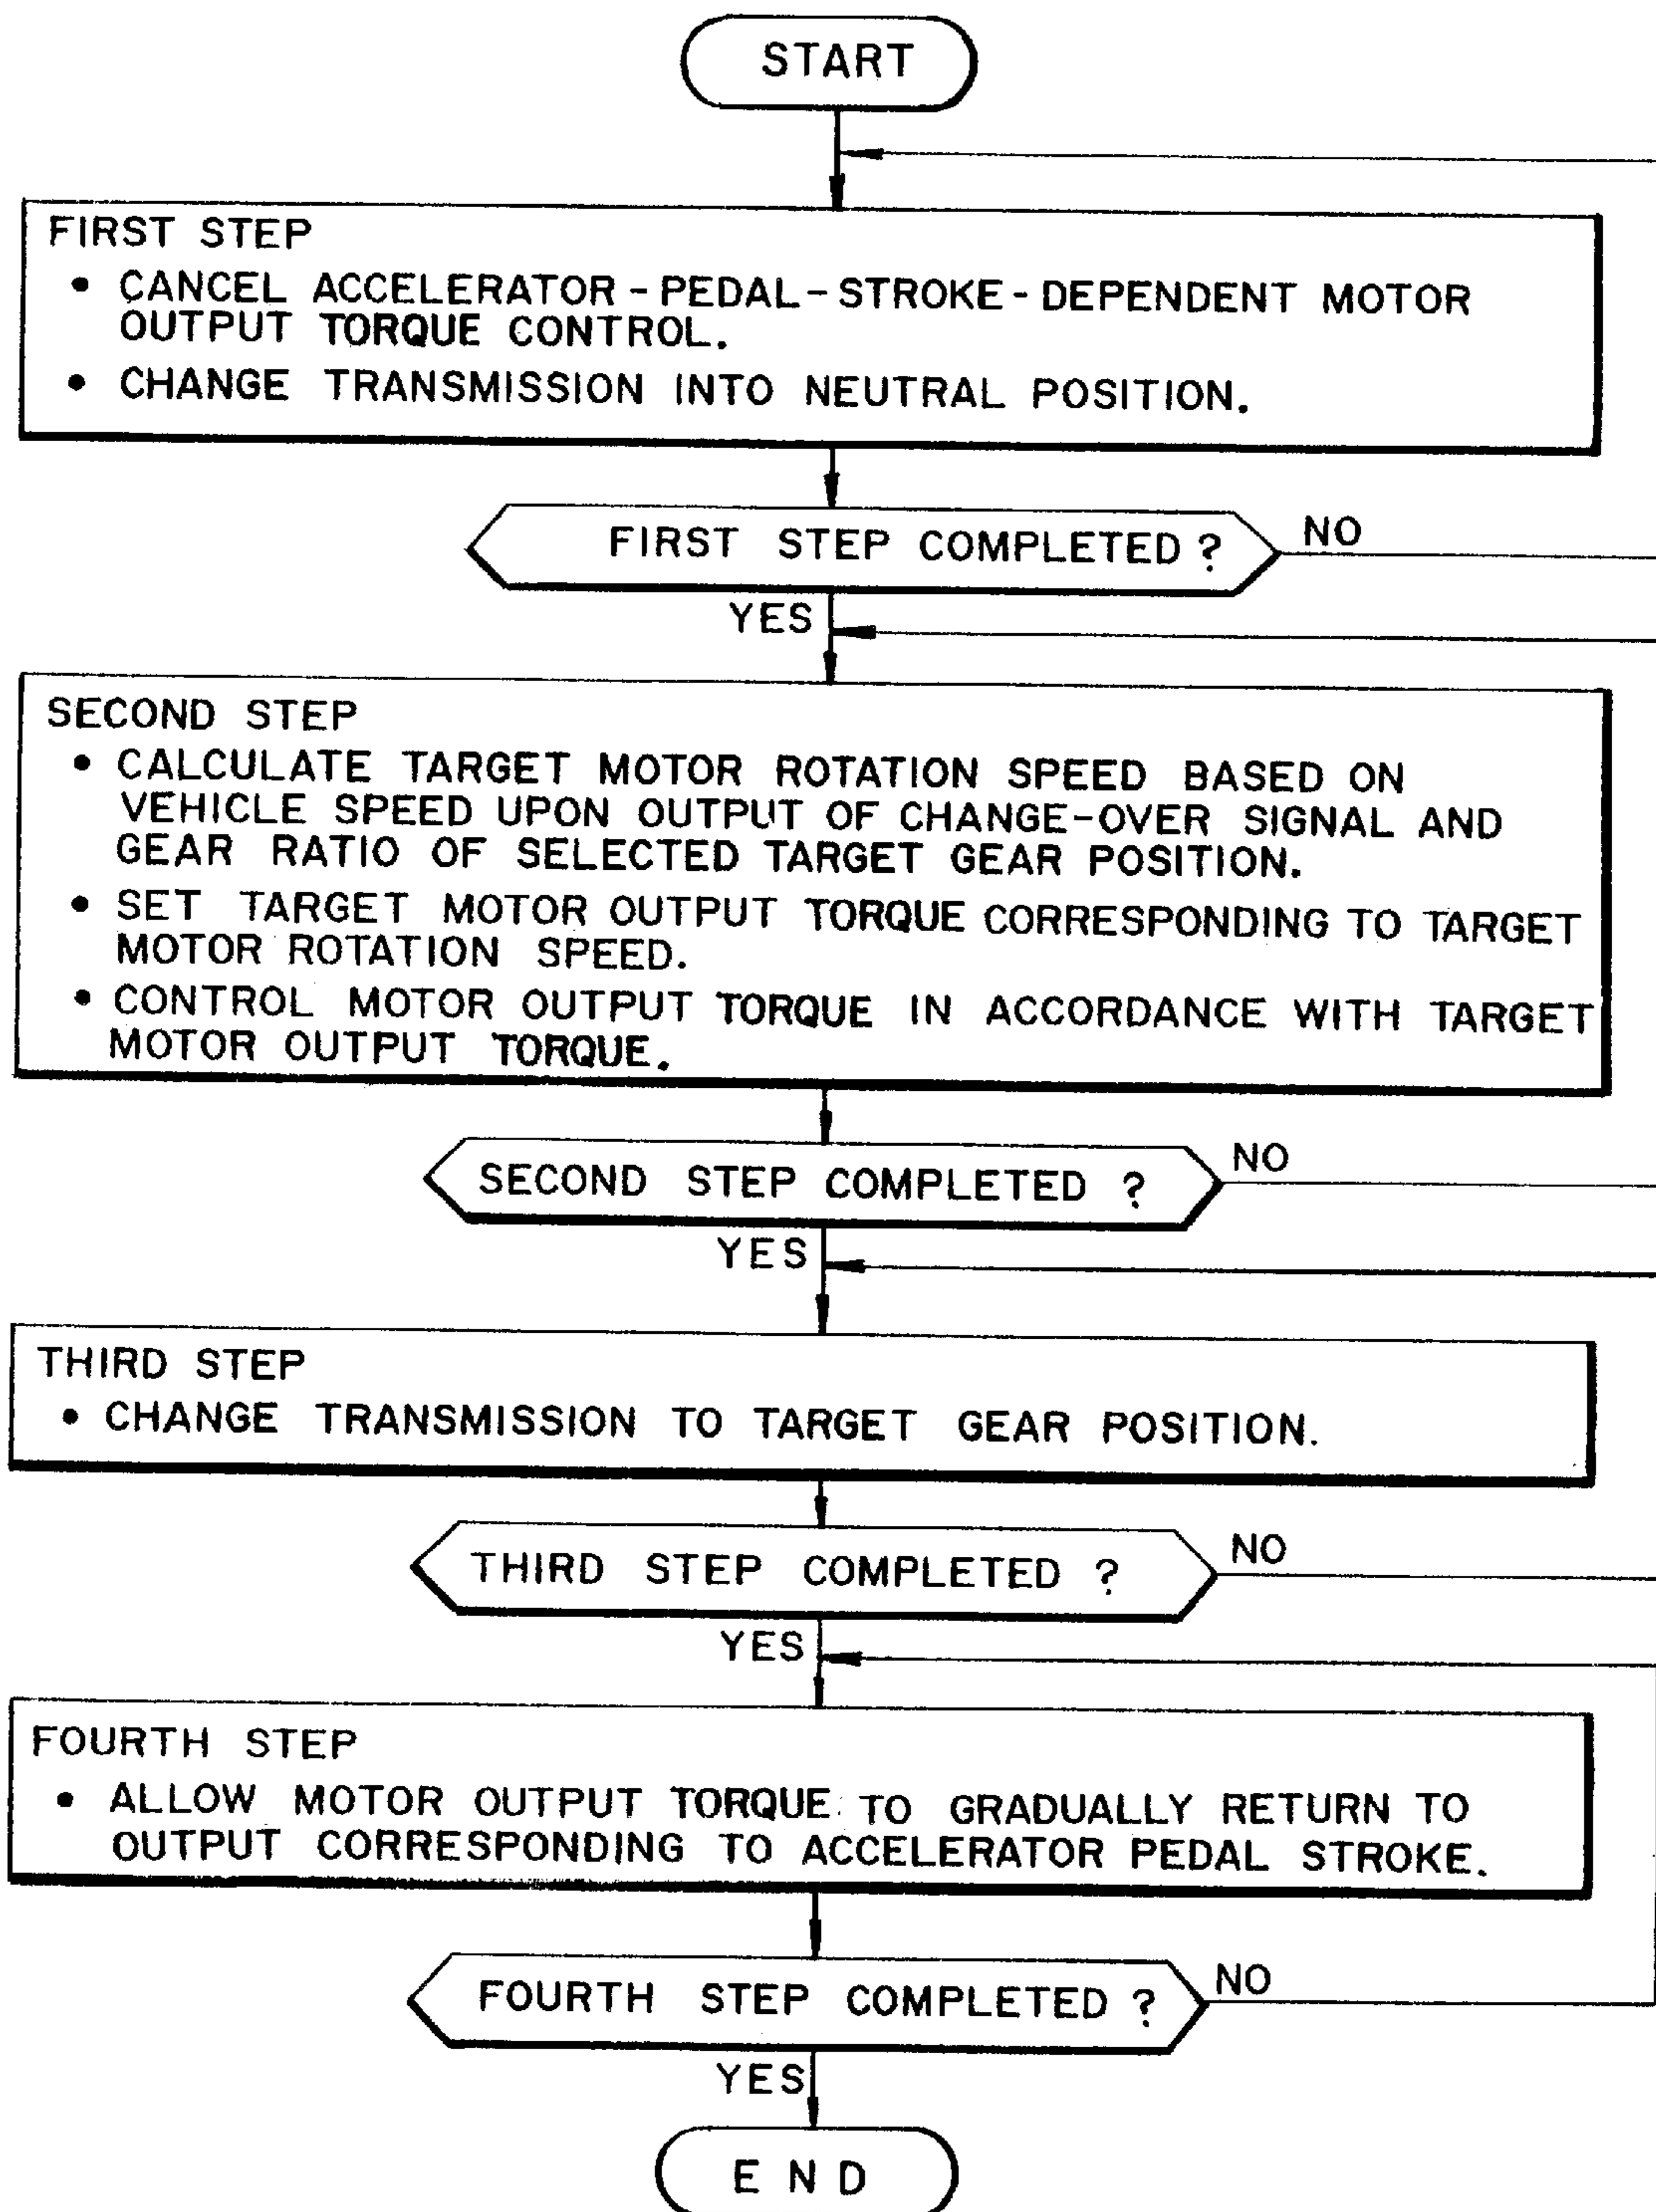 START
FIRST STEP
• CANCEL ACCELERATOR-PEDAL-STROKE-DEPENDENT MOTOR
OUTPUT TORQUE CONTROL.
• CHANGE TRANSMISSION INTO NEUTRAL POSITION.
FIRST STEP COMPLETED ?
NO
YES
SECOND STEP
• CALCULATE TARGET MOTOR ROTATION SPEED BASED ON
VEHICLE SPEED UPON OUTPUT OF CHANGE-OVER SIGNAL AND
GEAR RATIO OF SELECTED TARGET GEAR POSITION.
• SET TARGET MOTOR OUTPUT TORQUE CORRESPONDING TO TARGET
MOTOR ROTATION SPEED.
• CONTROL MOTOR OUTPUT TORQUE IN ACCORDANCE WITH TARGET
MOTOR OUTPUT TORQUE.
SECOND STEP COMPLETED ?
NO
YES
THIRD STEP
• CHANGE TRANSMISSION TO TARGET GEAR POSITION.
THIRD STEP COMPLETED ?
NO
YES
FOURTH STEP
• ALLOW MOTOR OUTPUT TORQUE TO GRADUALLY RETURN TO
OUTPUT CORRESPONDING TO ACCELERATOR PEDAL STROKE.
FOURTH STEP COMPLETED ?
NO
YES
END